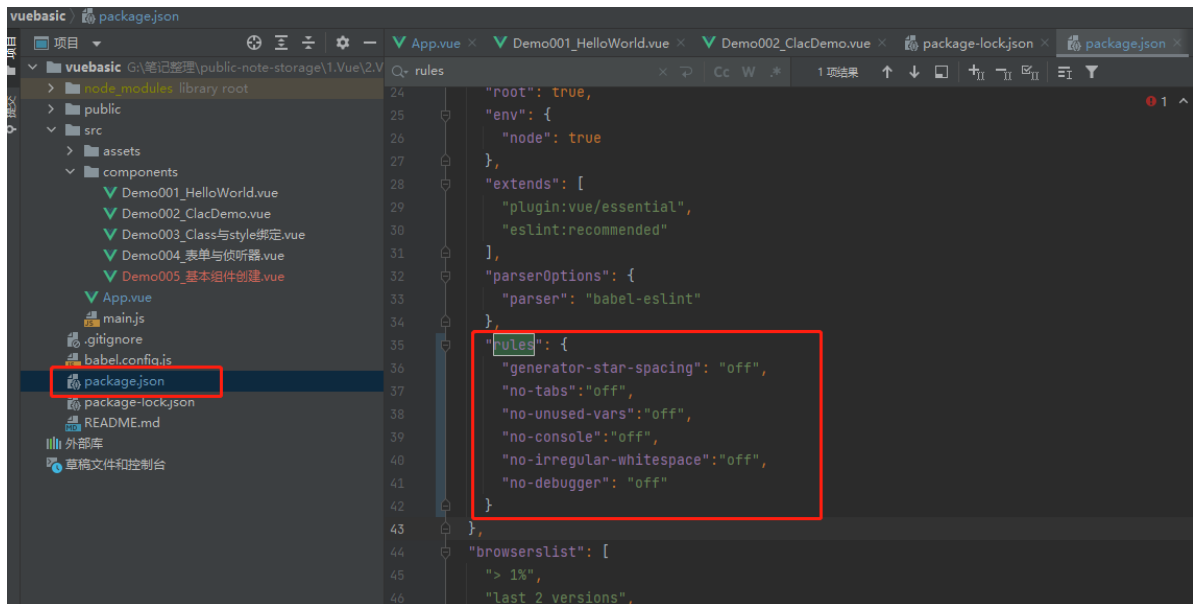 vuebasic package.json
项目
App.vue Demo001_HelloWorld.vue Demo002_ClacDemo.vue package-lock.json package.json
rules Cc W .* 1 项结果
1
vuebasic G:\笔记整理\public-note-storage\1.Vue\2.V
node_modules library root
public
src
assets
components
Demo001_HelloWorld.vue
Demo002_ClacDemo.vue
Demo003_Class与style绑定.vue
Demo004_表单与侦听器.vue
Demo005_基本组件创建.vue
App.vue
main.js
.gitignore
babel.config.js
package.json
package-lock.json
README.md
外部库
草稿文件和控制台
24 "root": true,
25 "env": {
26 "node": true
27 },
28 "extends": [
29 "plugin:vue/essential",
30 "eslint:recommended"
31 ],
32 "parserOptions": {
33 "parser": "babel-eslint"
34 },
35 "rules": {
36 "generator-star-spacing": "off",
37 "no-tabs":"off",
38 "no-unused-vars":"off",
39 "no-console":"off",
40 "no-irregular-whitespace":"off",
41 "no-debugger": "off"
42 }
43 },
44 "browserslist": [
45 "> 1%",
46 "last 2 versions",